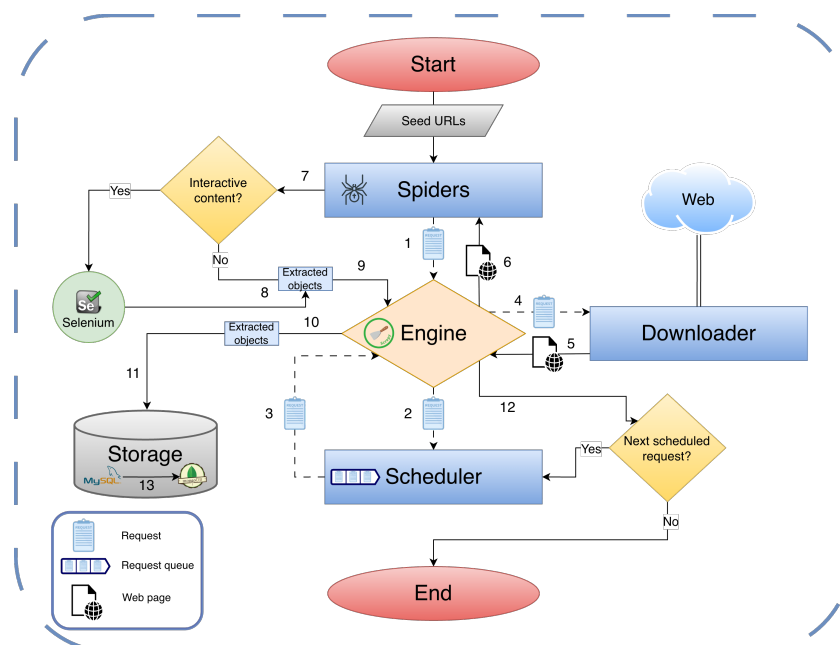 Start
Seed URLs
Spiders
Interactive
content?
7
Yes
No
1
6
Web
Extracted
objects
9
8
Se
Selenium
4
Engine
Downloader
5
10
Extracted
objects
11
3
2
12
Storage
MySQL
13
Scheduler
Yes
Next scheduled
request?
No
Request
Request queue
Web page
End